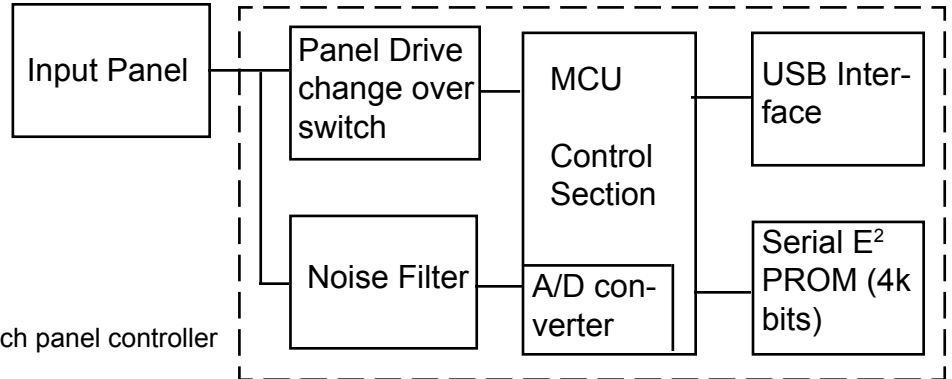 Input Panel
Panel Drive
change over
switch
MCU
Control
Section
USB Inter-
face
Noise Filter
A/D con-
verter
Serial E²
PROM (4k
bits)
ch panel controller